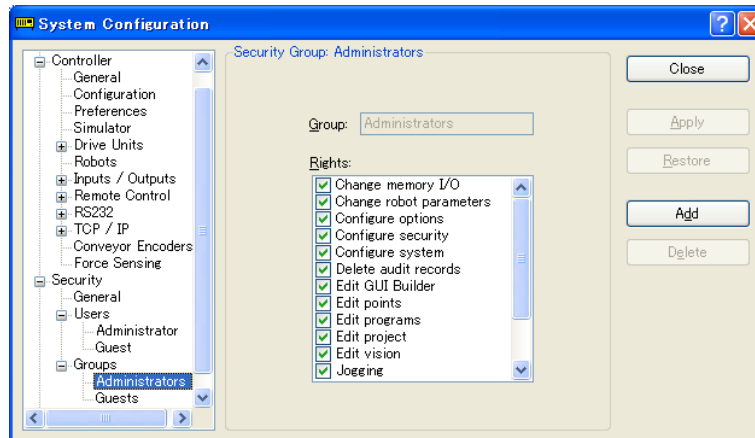 System Configuration
Controller
General
Configuration
Preferences
Simulator
Drive Units
Robots
Inputs / Outputs
Remote Control
RS232
TCP / IP
Conveyor Encoders
Force Sensing
Security
General
Users
Administrator
Guest
Groups
Administrators
Guests
Security Group: Administrators
Group: Administrators
Rights:
Change memory I/O
Change robot parameters
Configure options
Configure security
Configure system
Delete audit records
Edit GUI Builder
Edit points
Edit programs
Edit project
Edit vision
Jogging
Close
Apply
Restore
Add
Delete